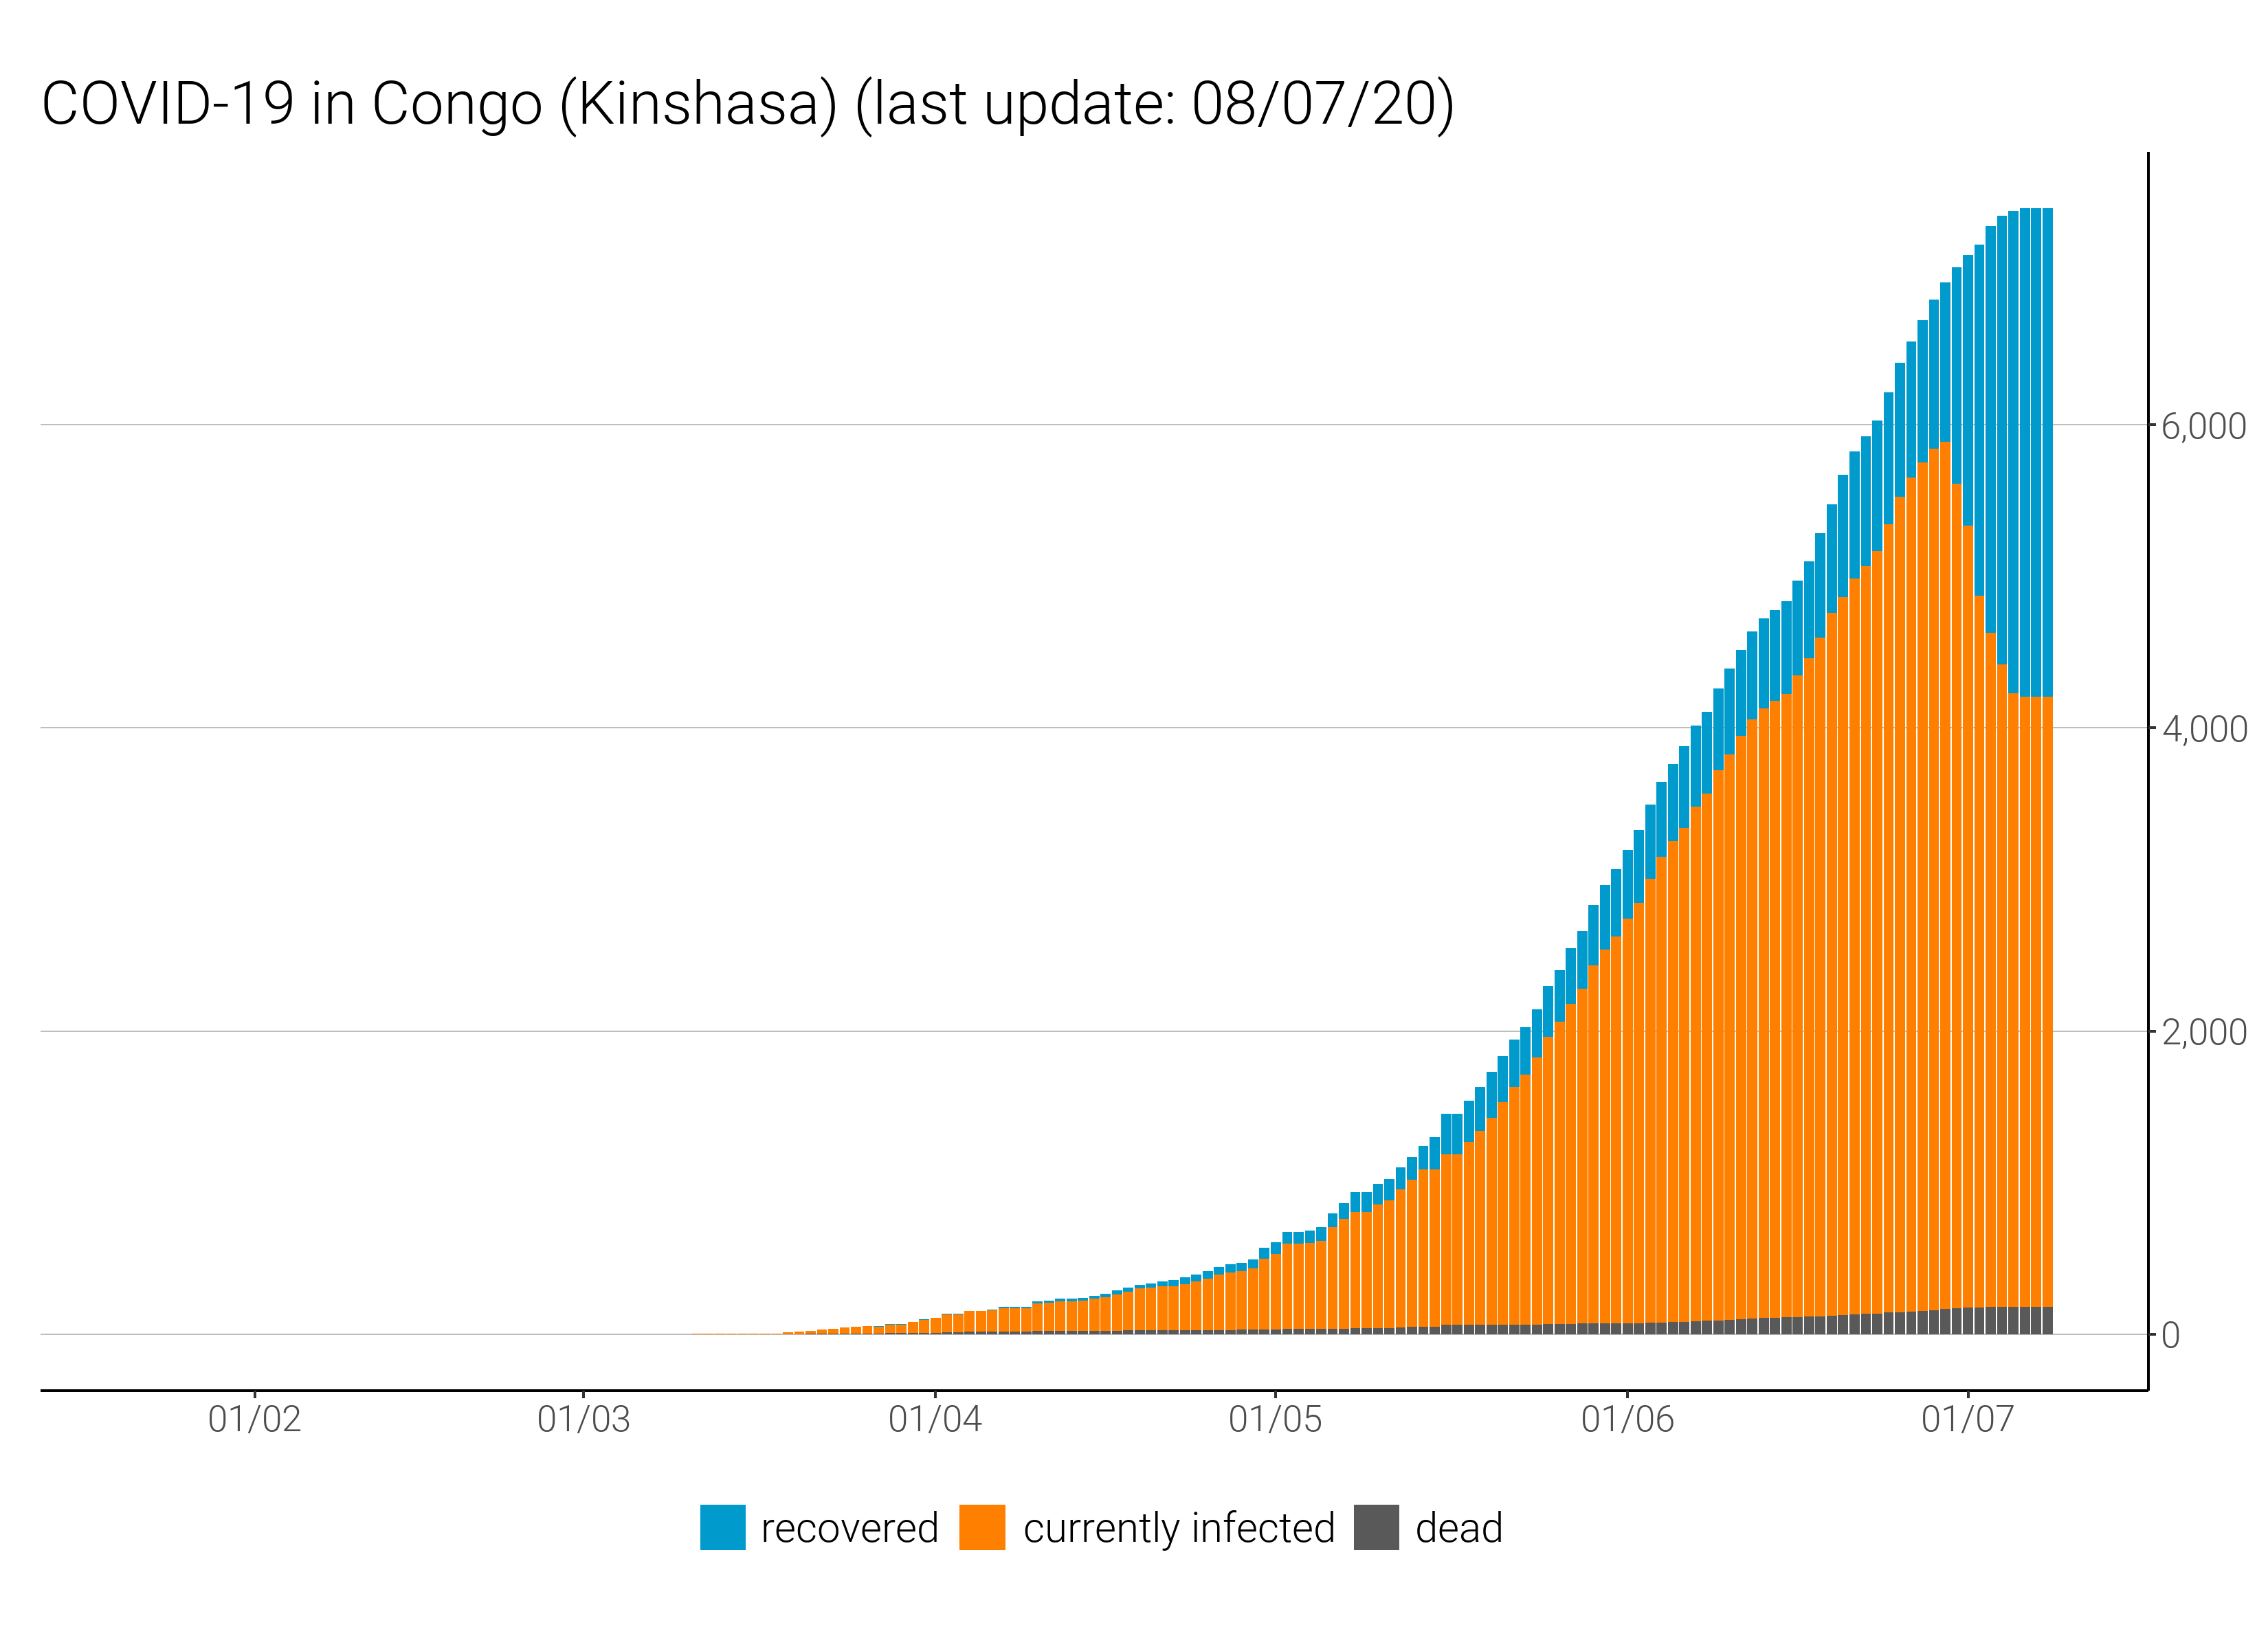 COVID-19 in Congo (Kinshasa) (last update: 08/07/20)
6,000
4,000
2,000
0
01/02 01/03 01/04 01/05 01/06 01/07
recovered currently infected dead